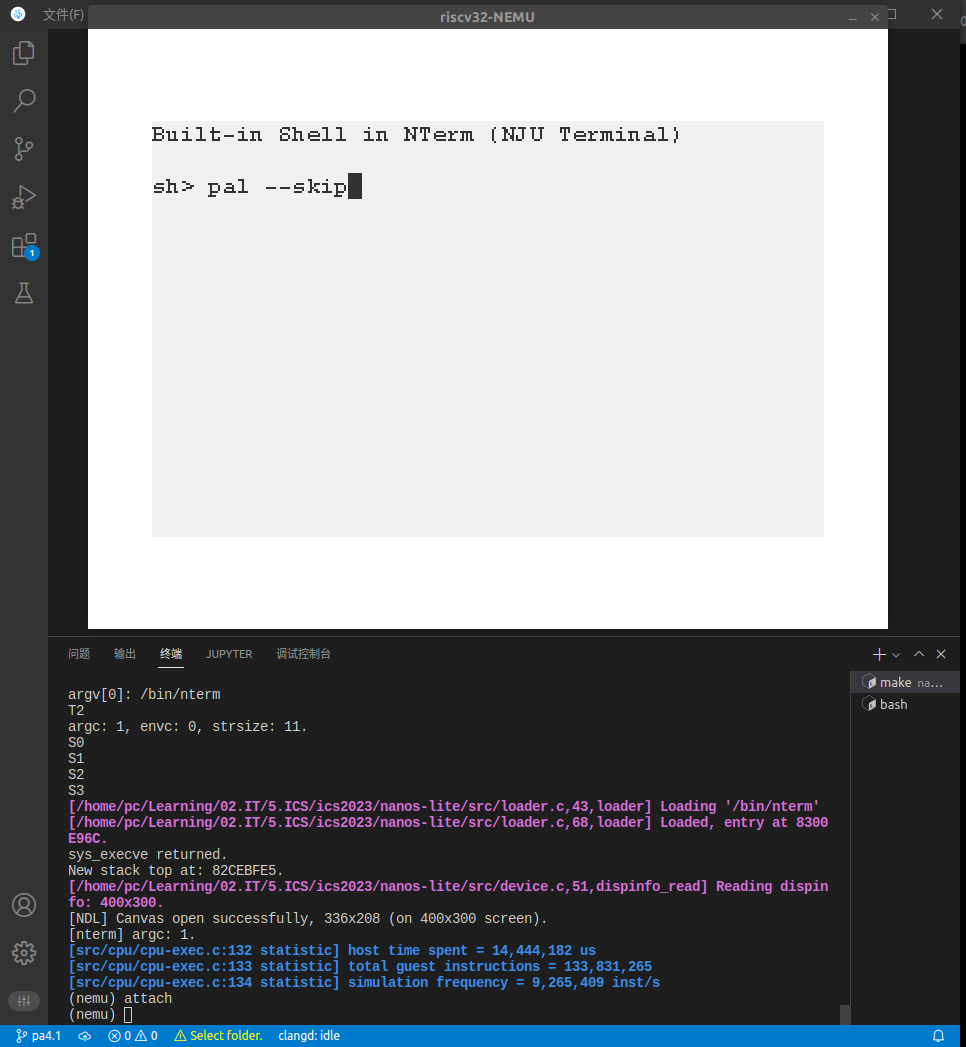 文件(F)
riscv32-NEMU
Built-in Shell in NTerm (NJU Terminal)
sh> pal --skip
1
问题 输出 终端 JUPYTER 调试控制台
argv[0]: /bin/nterm
T2
argc: 1, envc: 0, strsize: 11.
S0
S1
S2
S3
[/home/pc/Learning/02.IT/5.ICS/ics2023/nanos-lite/src/loader.c,43,loader] Loading '/bin/nterm'
[/home/pc/Learning/02.IT/5.ICS/ics2023/nanos-lite/src/loader.c,68,loader] Loaded, entry at 8300
E96C.
sys_execve returned.
New stack top at: 82CEBFE5.
[/home/pc/Learning/02.IT/5.ICS/ics2023/nanos-lite/src/device.c,51,dispinfo_read] Reading dispin
fo: 400x300.
[NDL] Canvas open successfully, 336x208 (on 400x300 screen).
[nterm] argc: 1.
[src/cpu/cpu-exec.c:132 statistic] host time spent = 14,444,182 us
[src/cpu/cpu-exec.c:133 statistic] total guest instructions = 133,831,265
[src/cpu/cpu-exec.c:134 statistic] simulation frequency = 9,265,409 inst/s
(nemu) attach
(nemu)
make na...
bash
pa4.1 0 0 Select folder. clangd: idle